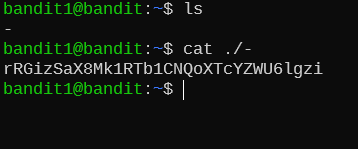 bandit1@bandit:~$ ls
-
bandit1@bandit:~$ cat ./-
rRGizSaX8Mk1RTb1CNQoXTcYZWU6lgzi
bandit1@bandit:~$